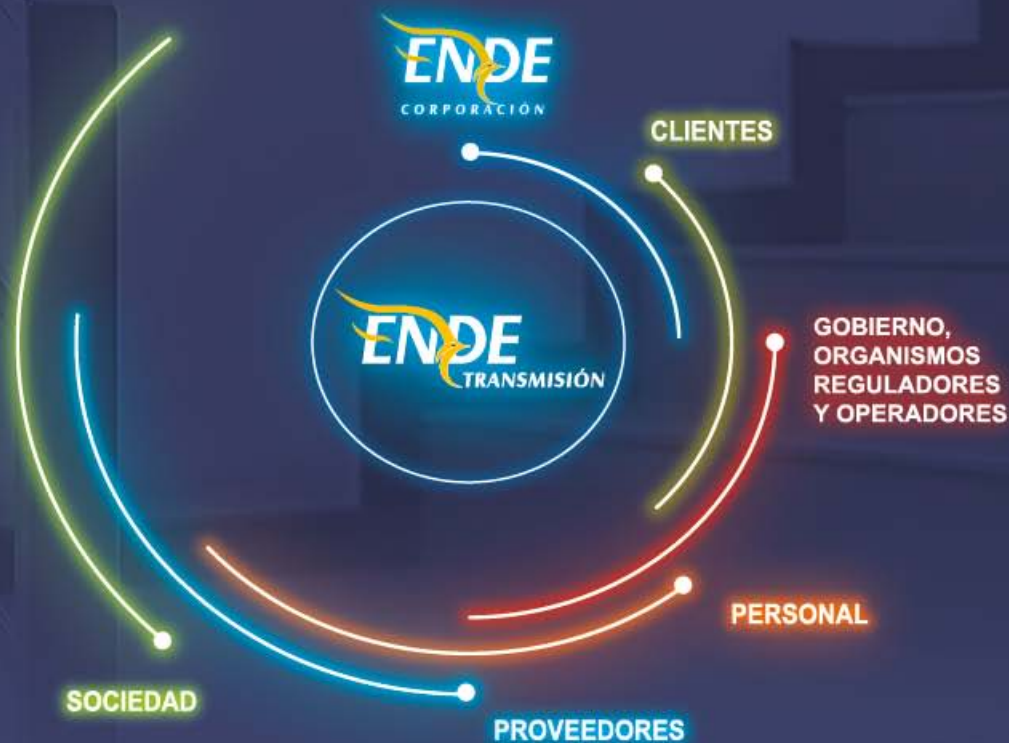 ENDE
CORPORACIÓN
CLIENTES
ENDE
TRANSMISIÓN
GOBIERNO,
ORGANISMOS
REGULADORES
Y OPERADORES
PERSONAL
SOCIEDAD
PROVEEDORES